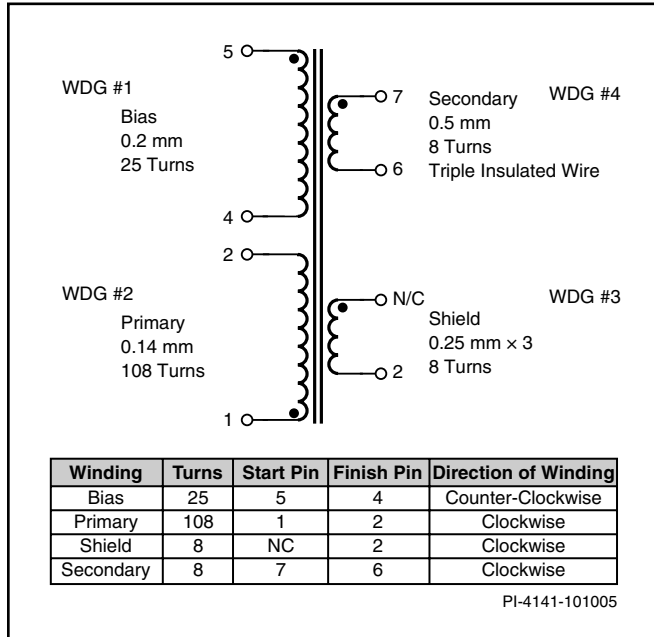 5
WDG #1
Bias
0.2 mm
25 Turns
4
7
Secondary
WDG #4
0.5 mm
8 Turns
6
Triple Insulated Wire
2
WDG #2
Primary
0.14 mm
108 Turns
1
N/C
WDG #3
Shield
0.25 mm × 3
8 Turns
2
Winding Turns Start Pin Finish Pin Direction of Winding
Bias 25 5 4 Counter-Clockwise
Primary 108 1 2 Clockwise
Shield 8 NC 2 Clockwise
Secondary 8 7 6 Clockwise
PI-4141-101005